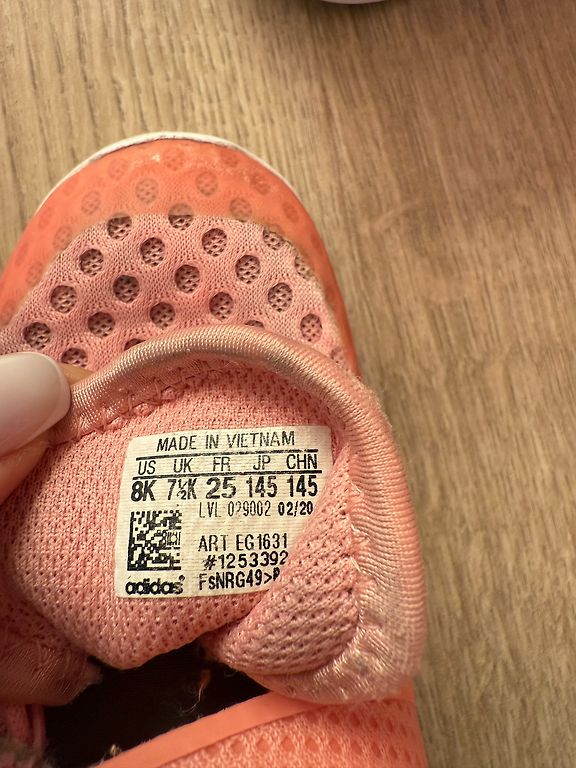 MADE IN VIETNAM
US UK FR JP CHN
8K 7½K 25 145 145
LVL 029002 02/20
ART EG1631
#1253392
adidas® FsNRG49>